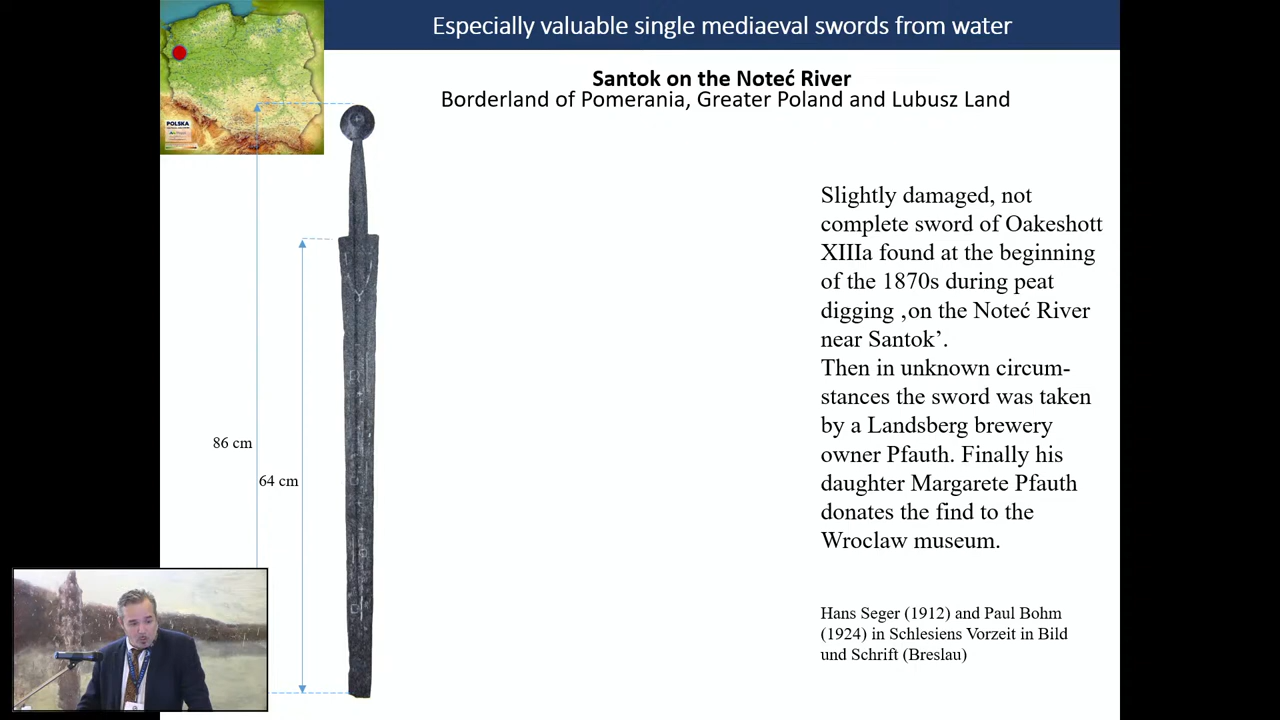 Especially valuable single mediaeval swords from water
Santok on the Noteć River
Borderland of Pomerania, Greater Poland and Lubusz Land
POLSKA
Slightly damaged, not
complete sword of Oakeshott
XIIIa found at the beginning
of the 1870s during peat
digging ‚on the Noteć River
near Santok’.
Then in unknown circum-
stances the sword was taken
by a Landsberg brewery
owner Pfauth. Finally his
daughter Margarete Pfauth
donates the find to the
Wroclaw museum.
86 cm
64 cm
Hans Seger (1912) and Paul Bohm
(1924) in Schlesiens Vorzeit in Bild
und Schrift (Breslau)